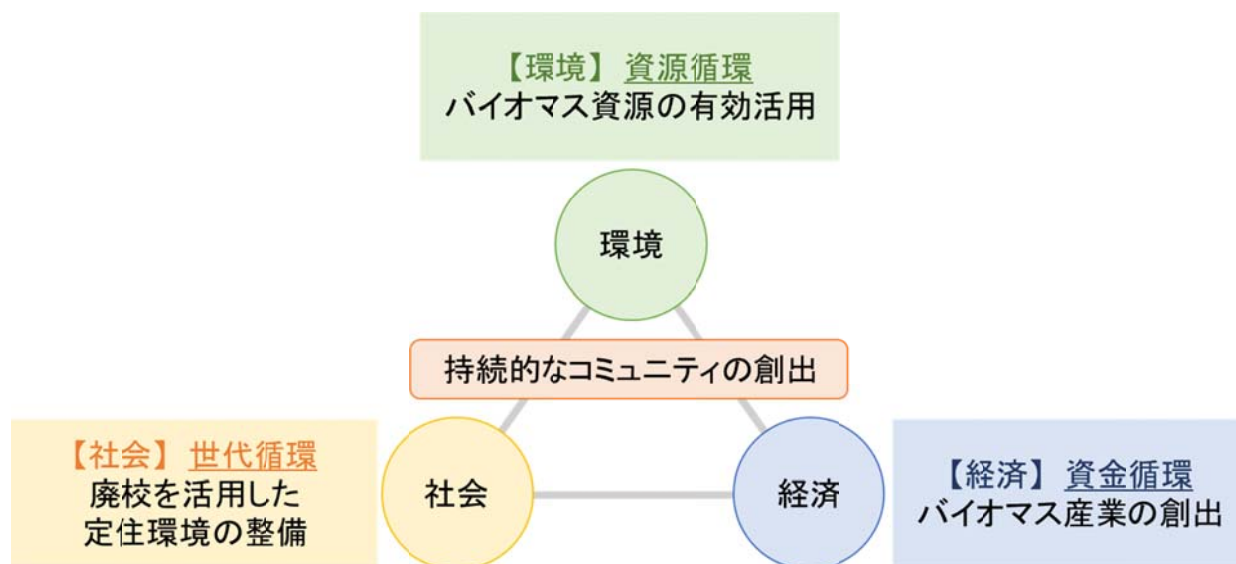 【環境】 資源循環
バイオマス資源の有効活用
環境
持続的なコミュニティの創出
【社会】 世代循環
廃校を活用した
定住環境の整備
社会
経済
【経済】 資金循環
バイオマス産業の創出